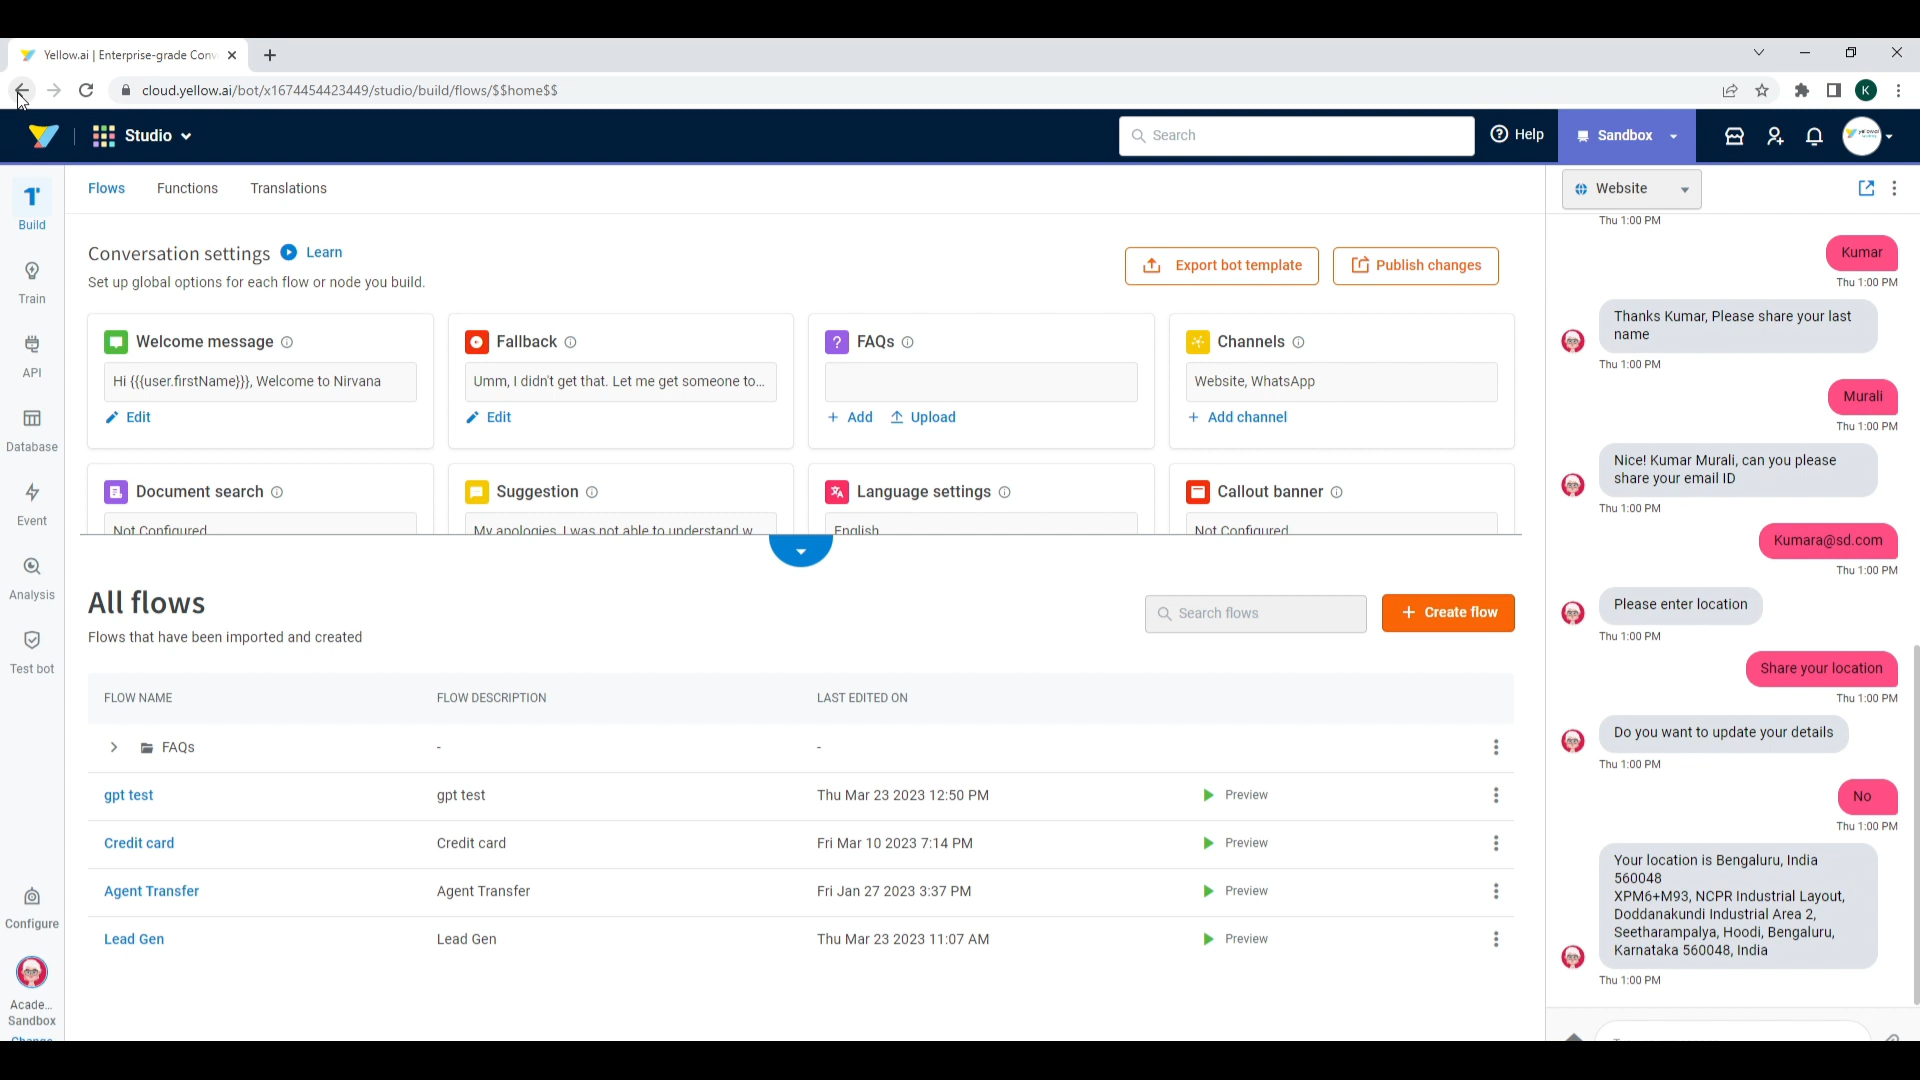 Yellow.ai | Enterprise-grade Conv
cloud.yellow.ai/bot/x1674454423449/studio/build/flows/$$home$$
K
Studio
Search
Help
Sandbox
Build
Train
API
Database
Event
Analysis
Test bot
Configure
Acade...
Sandbox
Change
Flows
Functions
Translations
Conversation settings
Learn
Set up global options for each flow or node you build.
Export bot template
Publish changes
Welcome message
Hi {{{user.firstName}}}, Welcome to Nirvana
Edit
Fallback
Umm, I didn't get that. Let me get someone to...
Edit
FAQs
+ Add
Upload
Channels
Website, WhatsApp
+ Add channel
Document search
Not Configured
Suggestion
My apologies, I was not able to understand w
Language settings
English
Callout banner
Not Configured
All flows
Flows that have been imported and created
Search flows
+ Create flow
FLOW NAME
FLOW DESCRIPTION
LAST EDITED ON
FAQs
-
-
gpt test
gpt test
Thu Mar 23 2023 12:50 PM
Preview
Credit card
Credit card
Fri Mar 10 2023 7:14 PM
Preview
Agent Transfer
Agent Transfer
Fri Jan 27 2023 3:37 PM
Preview
Lead Gen
Lead Gen
Thu Mar 23 2023 11:07 AM
Preview
Website
Thu 1:00 PM
Kumar
Thu 1:00 PM
Thanks Kumar, Please share your last
name
Thu 1:00 PM
Murali
Thu 1:00 PM
Nice! Kumar Murali, can you please
share your email ID
Thu 1:00 PM
Kumara@sd.com
Thu 1:00 PM
Please enter location
Thu 1:00 PM
Share your location
Thu 1:00 PM
Do you want to update your details
Thu 1:00 PM
No
Thu 1:00 PM
Your location is Bengaluru, India
560048
XPM6+M93, NCPR Industrial Layout,
Doddanakundi Industrial Area 2,
Seetharampalya, Hoodi, Bengaluru,
Karnataka 560048, India
Thu 1:00 PM